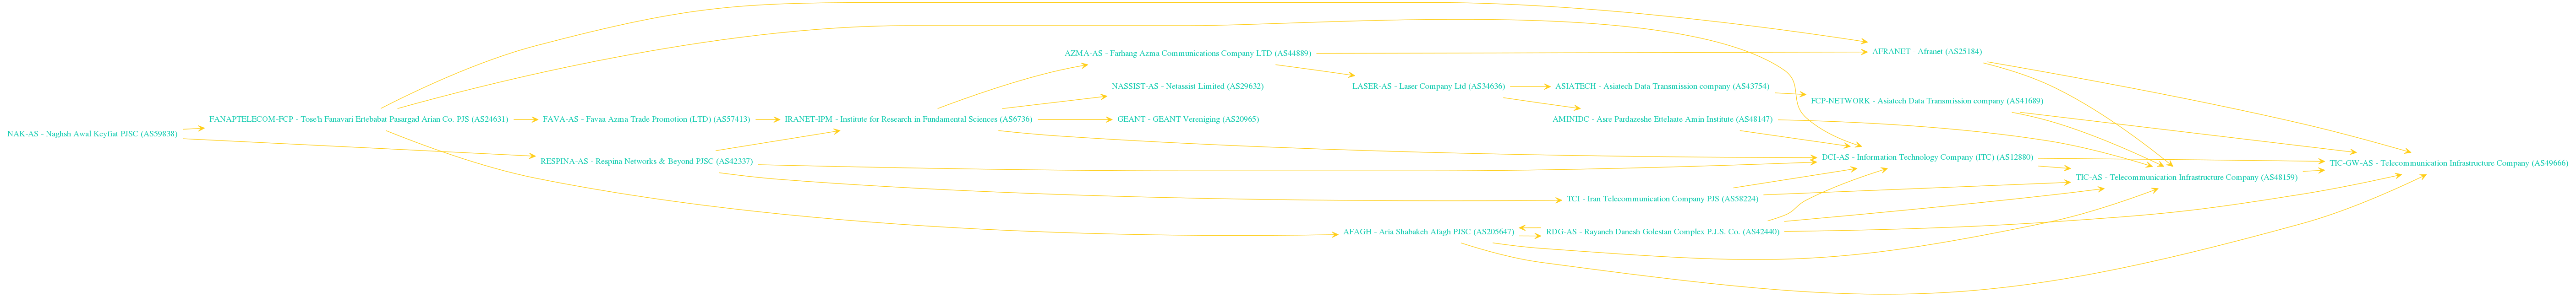 NAK-AS - Naghsh Awal Keyfiat PJSC (AS59838)
FANAPTELECOM-FCP - Tose'h Fanavari Ertebabat Pasargad Arian Co. PJS (AS24631)
FAVA-AS - Favaa Azma Trade Promotion (LTD) (AS57413)
RESPINA-AS - Respina Networks & Beyond PJSC (AS42337)
IRANET-IPM - Institute for Research in Fundamental Sciences (AS6736)
AZMA-AS - Farhang Azma Communications Company LTD (AS44889)
NASSIST-AS - Netassist Limited (AS29632)
GEANT - GEANT Vereniging (AS20965)
LASER-AS - Laser Company Ltd (AS34636)
AFAGH - Aria Shabakeh Afagh PJSC (AS205647)
ASIATECH - Asiatech Data Transmission company (AS43754)
AMINIDC - Asre Pardazeshe Ettelaate Amin Institute (AS48147)
TCI - Iran Telecommunication Company PJS (AS58224)
RDG-AS - Rayaneh Danesh Golestan Complex P.J.S. Co. (AS42440)
AFRANET - Afranet (AS25184)
FCP-NETWORK - Asiatech Data Transmission company (AS41689)
DCI-AS - Information Technology Company (ITC) (AS12880)
TIC-AS - Telecommunication Infrastructure Company (AS48159)
TIC-GW-AS - Telecommunication Infrastructure Company (AS49666)